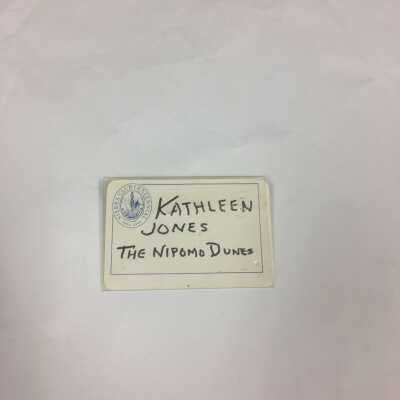 KATHLEEN
JONES
THE NIPOMO DUNES